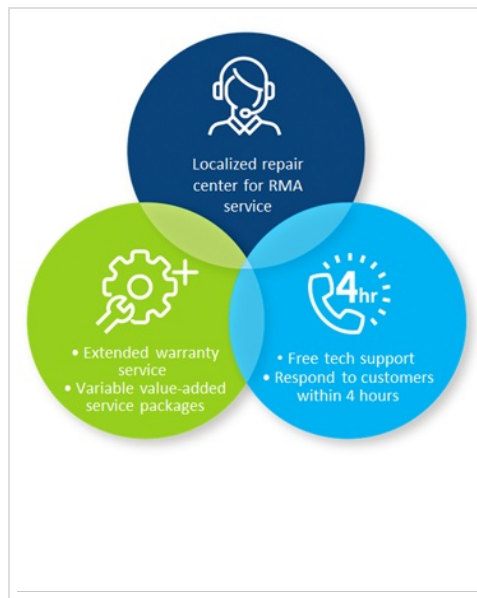 Localized repair
center for RMA
service
• Extended warranty
service
• Variable value-added
service packages
4hr
• Free tech support
• Respond to customers
within 4 hours